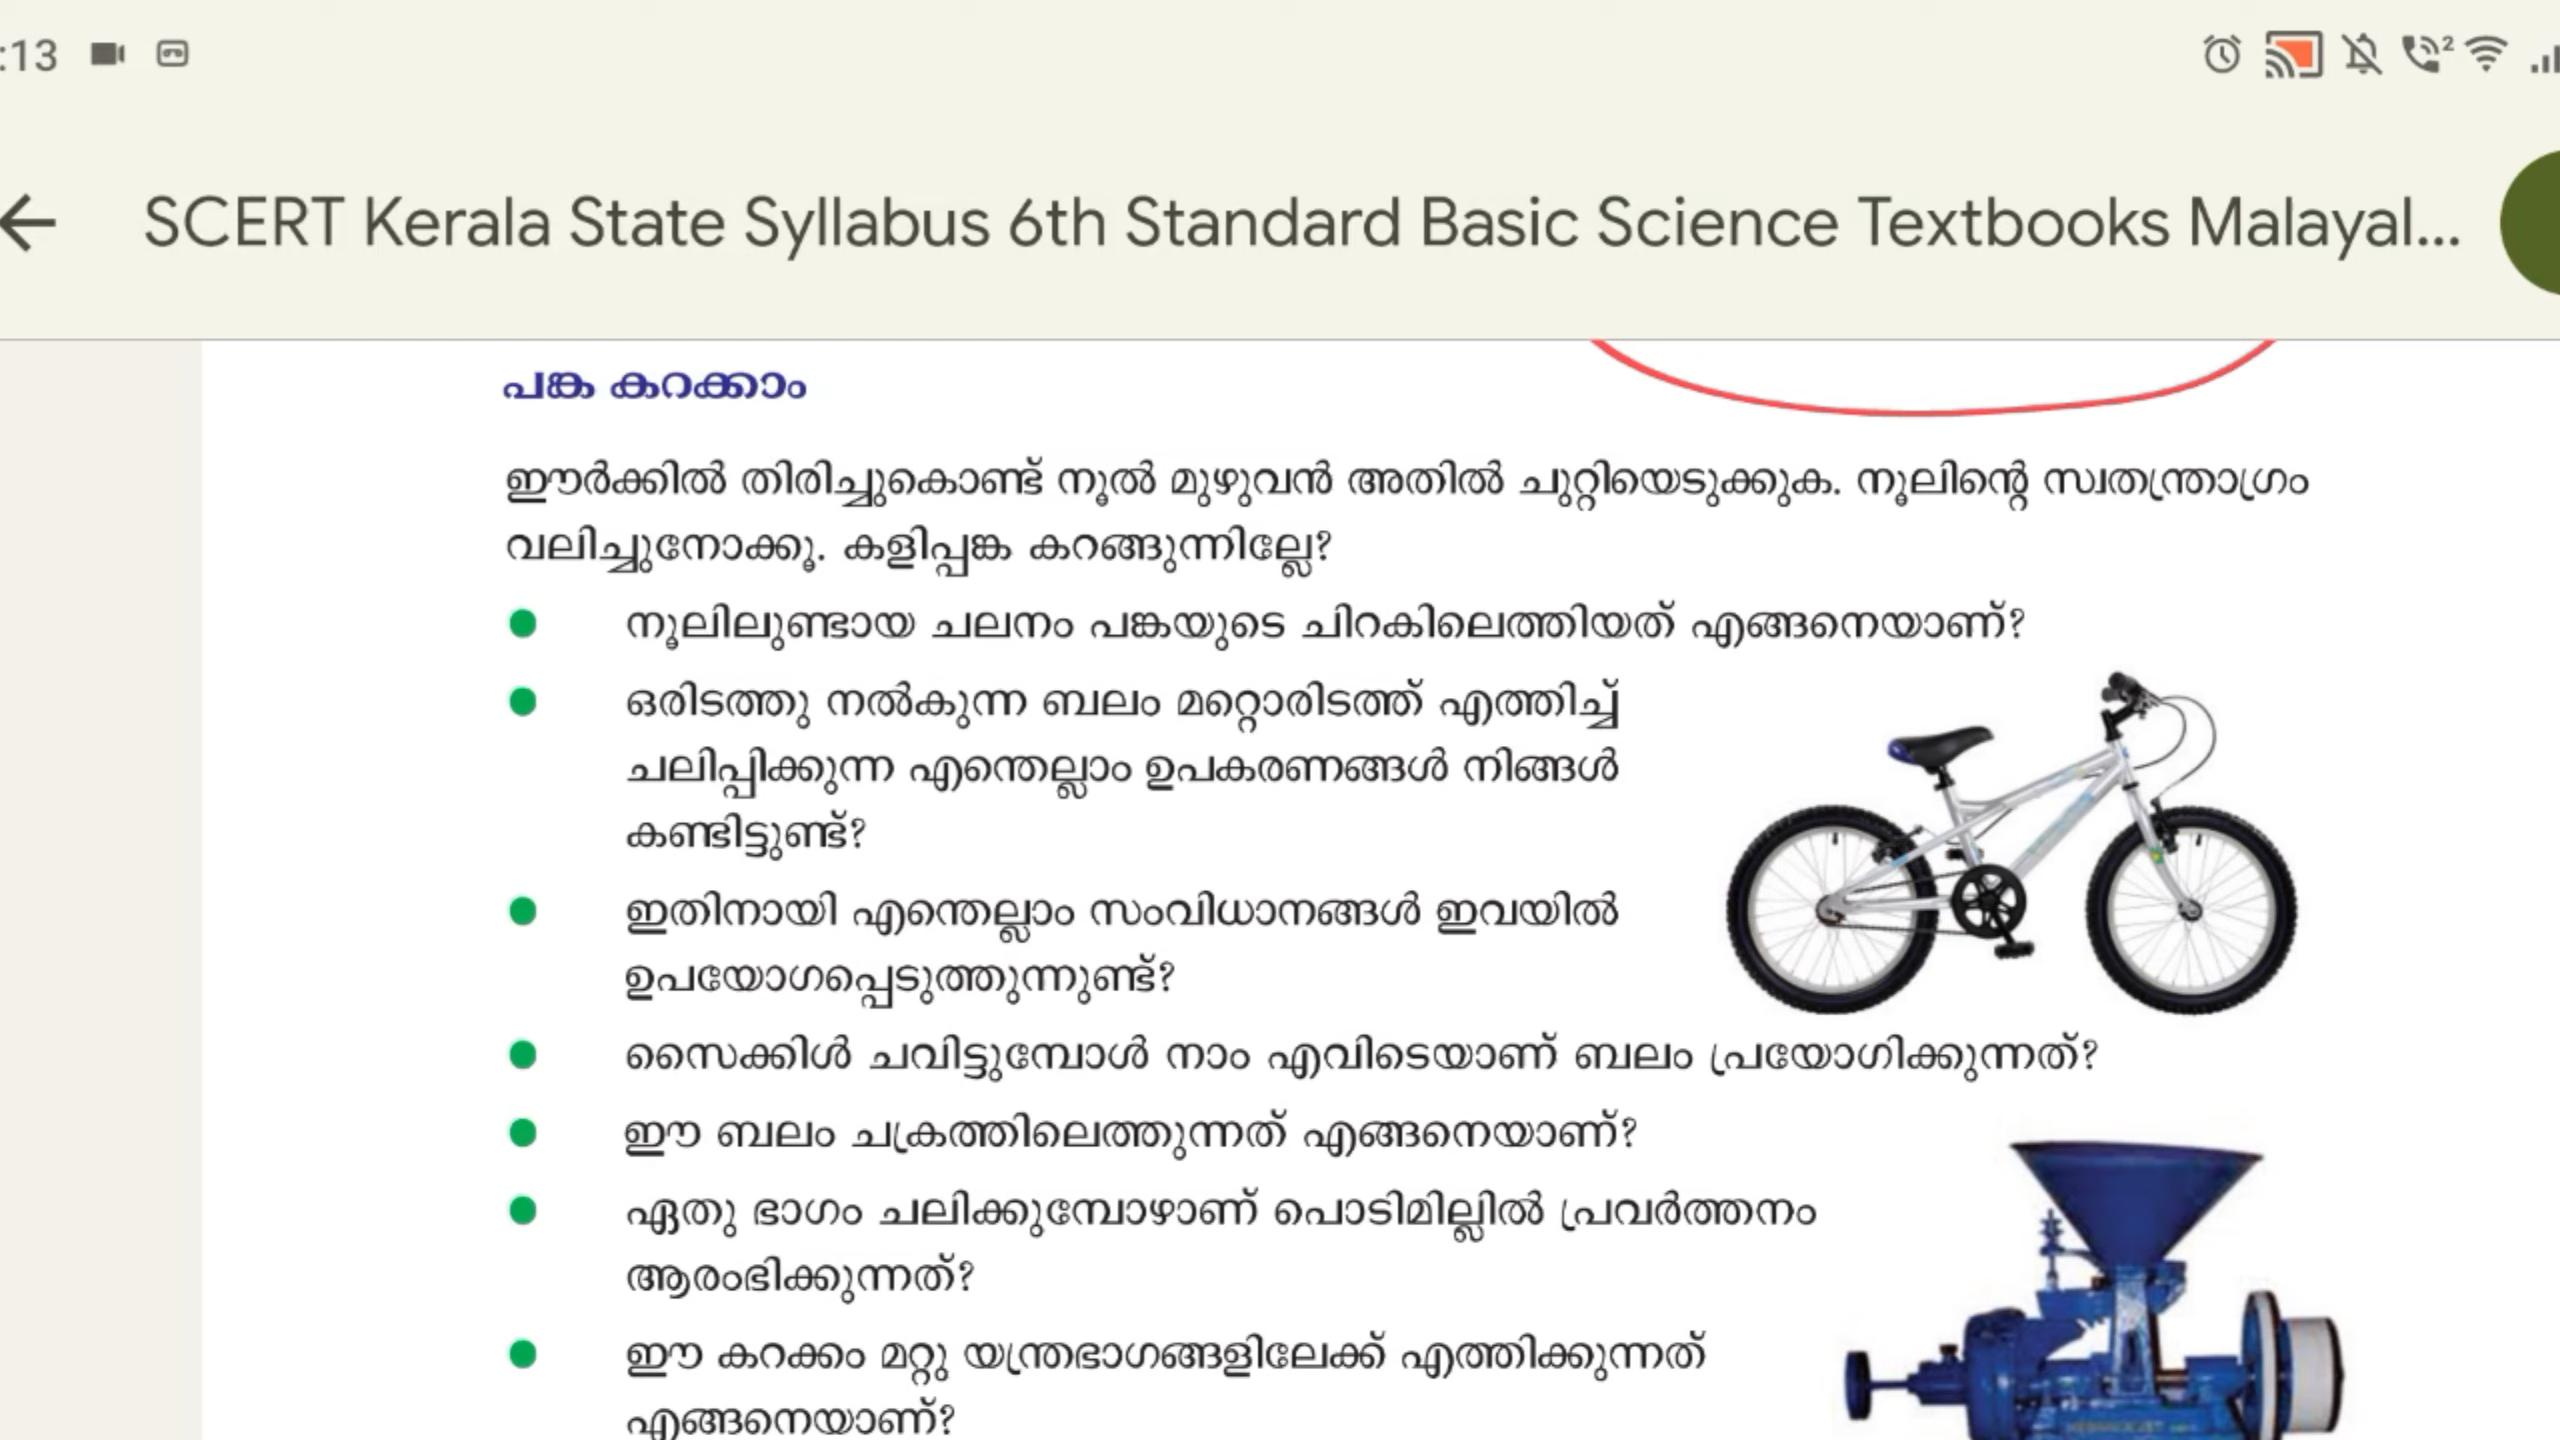 :13
2
SCERT Kerala State Syllabus 6th Standard Basic Science Textbooks Malayal...
പങ്ക കറക്കാം
ഈർക്കിൽ തിരിച്ചുകൊണ്ട് നൂൽ മുഴുവൻ അതിൽ ചുറ്റിയെടുക്കുക. നൂലിന്റെ സ്വതന്ത്രാഗ്രം
വലിച്ചുനോക്കൂ. കളിപ്പങ്ക കറങ്ങുന്നില്ലേ?
നൂലിലുണ്ടായ ചലനം പങ്കയുടെ ചിറകിലെത്തിയത് എങ്ങനെയാണ്?
ഒരിടത്തു നൽകുന്ന ബലം മറ്റൊരിടത്ത് എത്തിച്ച്
ചലിപ്പിക്കുന്ന എന്തെല്ലാം ഉപകരണങ്ങൾ നിങ്ങൾ
കണ്ടിട്ടുണ്ട്?
ഇതിനായി എന്തെല്ലാം സംവിധാനങ്ങൾ ഇവയിൽ
ഉപയോഗപ്പെടുത്തുന്നുണ്ട്?
സൈക്കിൾ ചവിട്ടുമ്പോൾ നാം എവിടെയാണ് ബലം പ്രയോഗിക്കുന്നത്?
ഈ ബലം ചക്രത്തിലെത്തുന്നത് എങ്ങനെയാണ്?
ഏതു ഭാഗം ചലിക്കുമ്പോഴാണ് പൊടിമില്ലിൽ പ്രവർത്തനം
ആരംഭിക്കുന്നത്?
ഈ കറക്കം മറ്റു യന്ത്രഭാഗങ്ങളിലേക്ക് എത്തിക്കുന്നത്
എങ്ങനെയാണ്?